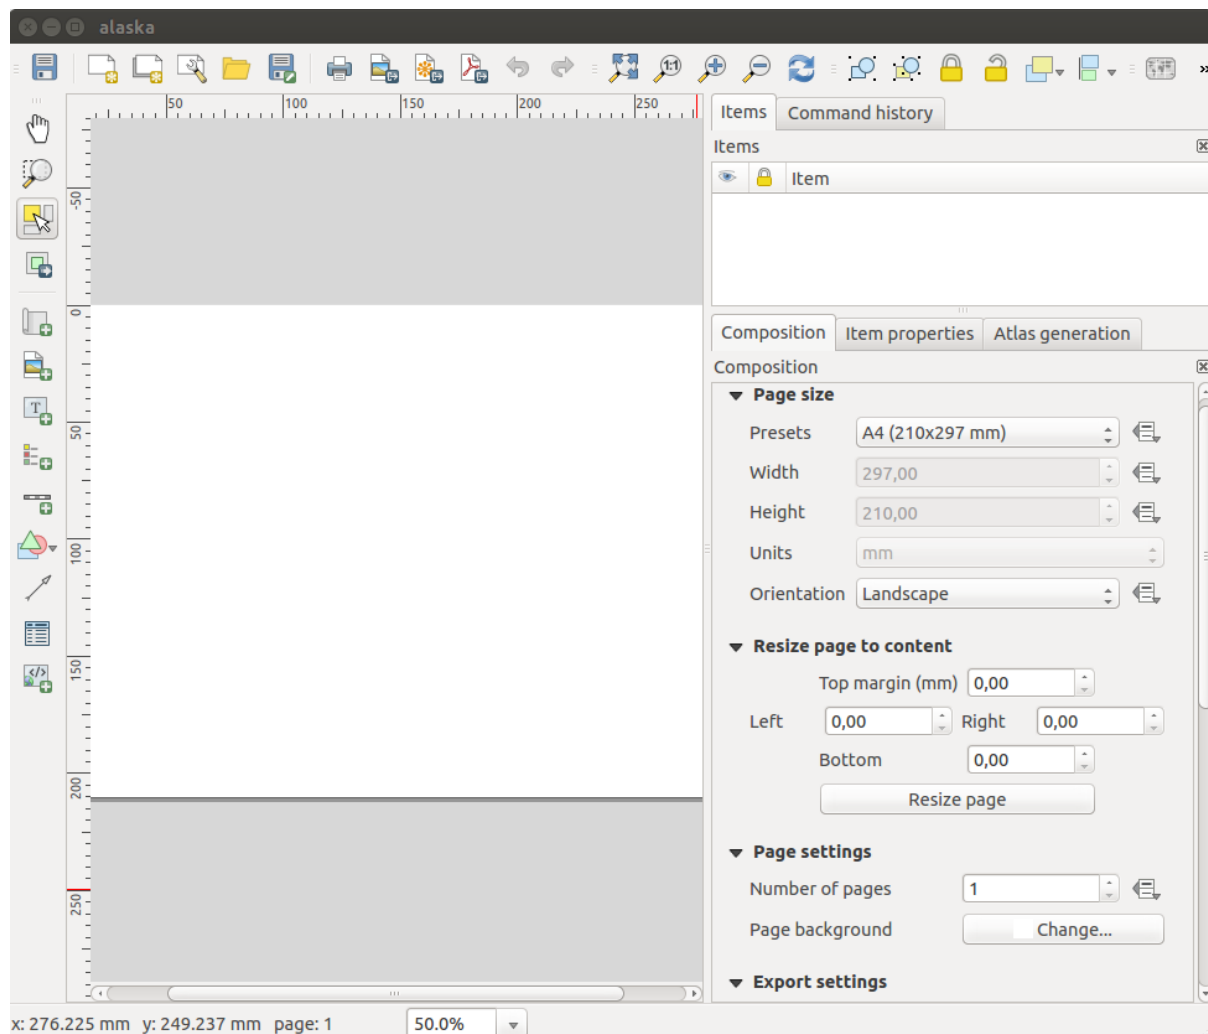 alaska
1:1
50 100 150 200 250
Items Command history
Items
Item
-50
0
50
100
150
200
250
T
</>
Composition Item properties Atlas generation
Composition
Page size
Presets A4 (210x297 mm)
Width 297,00
Height 210,00
Units mm
Orientation Landscape
Resize page to content
Top margin (mm) 0,00
Left 0,00 Right 0,00
Bottom 0,00
Resize page
Page settings
Number of pages 1
Page background Change...
Export settings
x: 276.225 mm y: 249.237 mm page: 1 50.0%